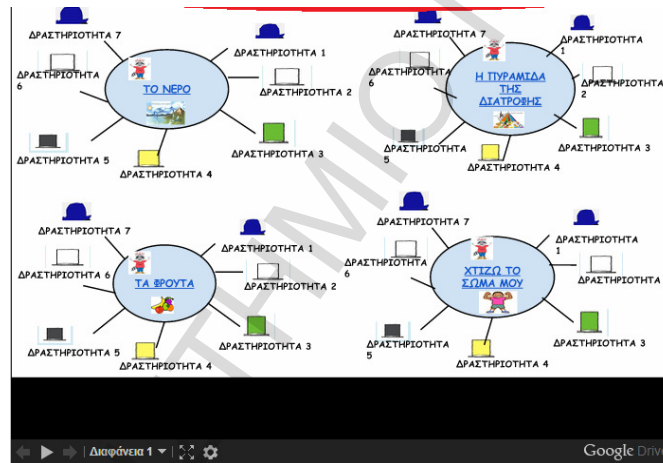 ΔΡΑΣΤΗΡΙΟΤΗΤΑ 7
ΔΡΑΣΤΗΡΙΟΤΗΤΑ 1
ΔΡΑΣΤΗΡΙΟΤΗΤΑ
6
ΤΟ ΝΕΡΟ
ΔΡΑΣΤΗΡΙΟΤΗΤΑ 2
ΔΡΑΣΤΗΡΙΟΤΗΤΑ 3
ΔΡΑΣΤΗΡΙΟΤΗΤΑ 5
ΔΡΑΣΤΗΡΙΟΤΗΤΑ 4
ΔΡΑΣΤΗΡΙΟΤΗΤΑ 7
ΔΡΑΣΤΗΡΙΟΤΗΤΑ
1
ΔΡΑΣΤΗΡΙΟΤΗΤΑ
6
Η ΠΥΡΑΜΙΔΑ
ΤΗΣ
ΔΙΑΤΡΟΦΗΣ
ΔΡΑΣΤΗΡΙΟΤΗΤΑ
2
ΔΡΑΣΤΗΡΙΟΤΗΤΑ 3
ΔΡΑΣΤΗΡΙΟΤΗΤΑ
5
ΔΡΑΣΤΗΡΙΟΤΗΤΑ 4
ΔΡΑΣΤΗΡΙΟΤΗΤΑ 7
ΔΡΑΣΤΗΡΙΟΤΗΤΑ 1
ΔΡΑΣΤΗΡΙΟΤΗΤΑ 6
ΤΑ ΦΡΟΥΤΑ
ΔΡΑΣΤΗΡΙΟΤΗΤΑ 2
ΔΡΑΣΤΗΡΙΟΤΗΤΑ 3
ΔΡΑΣΤΗΡΙΟΤΗΤΑ 5
ΔΡΑΣΤΗΡΙΟΤΗΤΑ 4
ΔΡΑΣΤΗΡΙΟΤΗΤΑ 7
ΔΡΑΣΤΗΡΙΟΤΗΤΑ
1
ΔΡΑΣΤΗΡΙΟΤΗΤΑ
6
ΧΤΙΖΩ ΤΟ
ΣΩΜΑ ΜΟΥ
ΔΡΑΣΤΗΡΙΟΤΗΤΑ
ΔΡΑΣΤΗΡΙΟΤΗΤΑ 3
ΔΡΑΣΤΗΡΙΟΤΗΤΑ
5
ΔΡΑΣΤΗΡΙΟΤΗΤΑ 4
Διαφάνεια 1
Google Drive